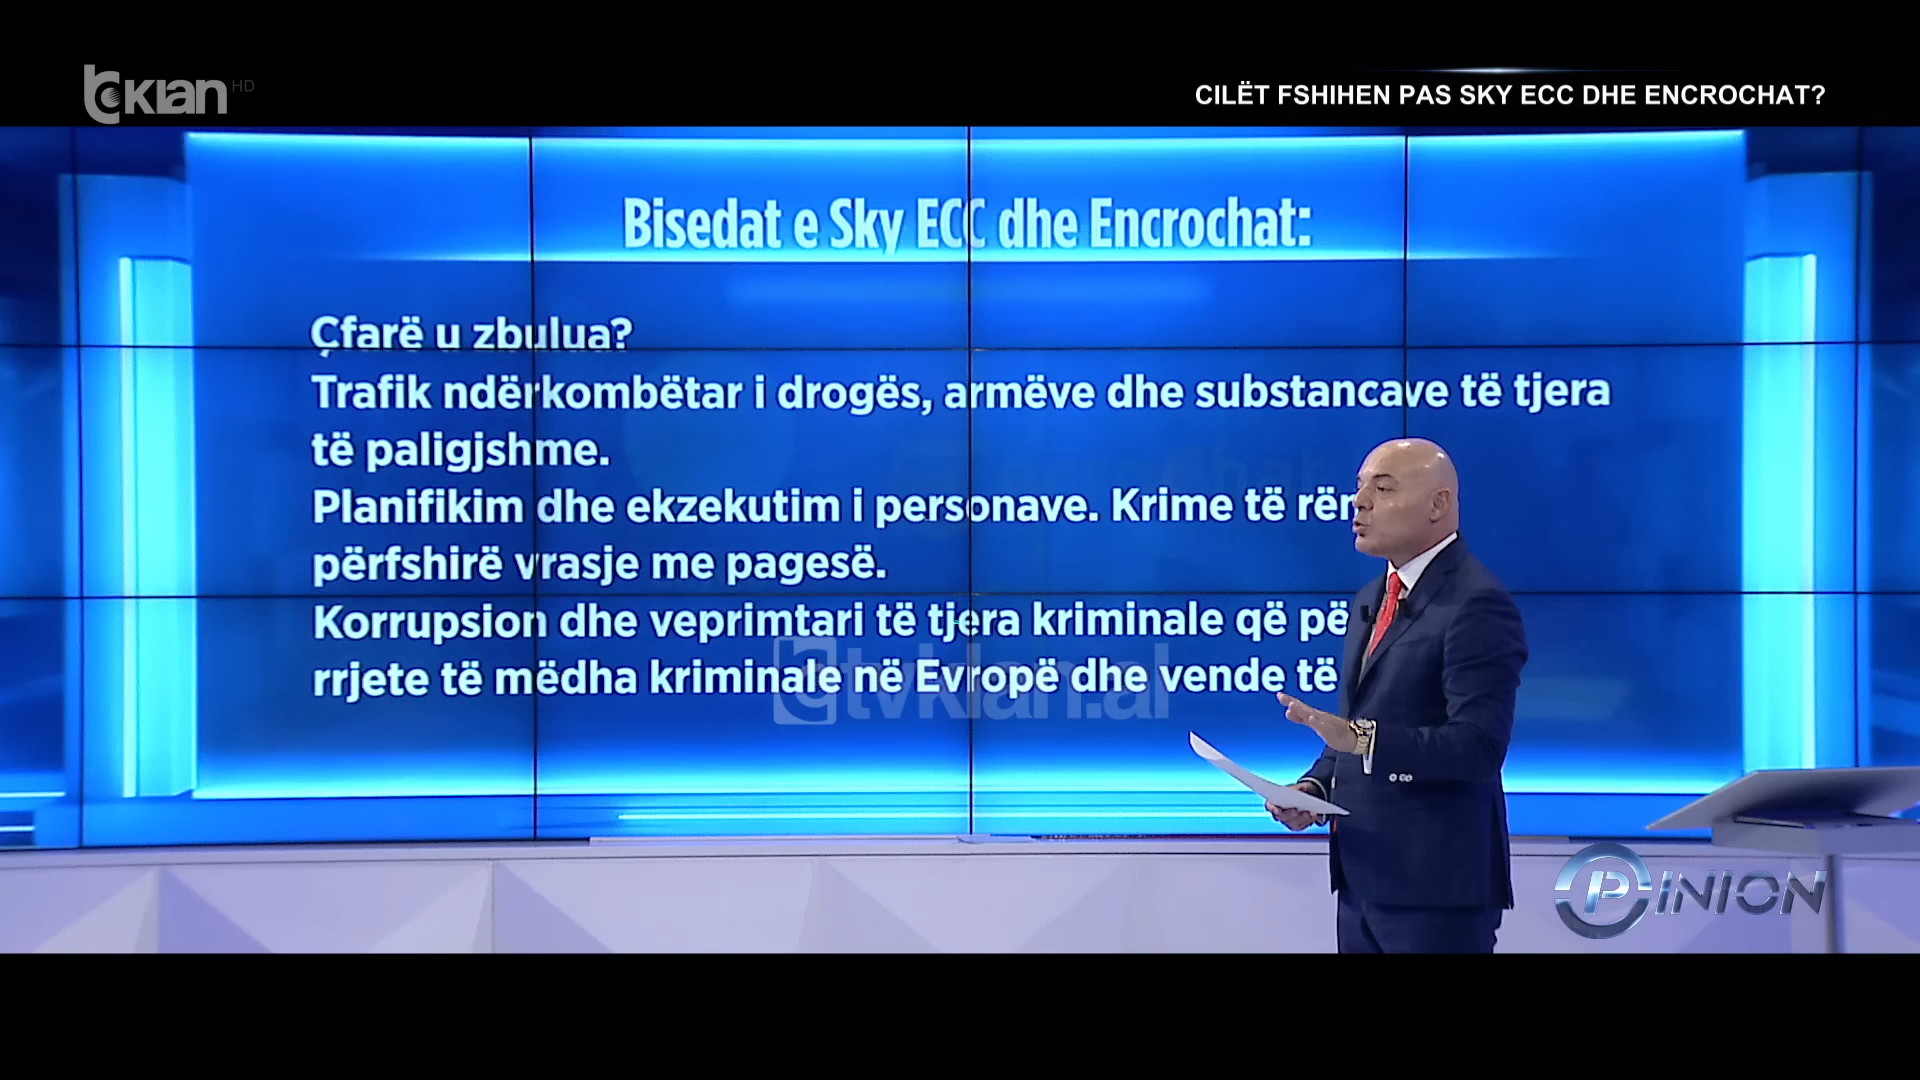 tvklan HD
CILËT FSHIHEN PAS SKY ECC DHE ENCROCHAT?
Bisedat e Sky ECC dhe Encrochat:
Çfarë u zbulua?
Trafik ndërkombëtar i drogës, armëve dhe substancave të tjera
të paligjshme.
Planifikim dhe ekzekutim i personave. Krime të
përfshirë vrasje me pagesë.
Korrupsion dhe veprimtari të tjera kriminale që
rrjete të mëdha kriminale në Evropë dhe vende të
tvklan.al
OPINION